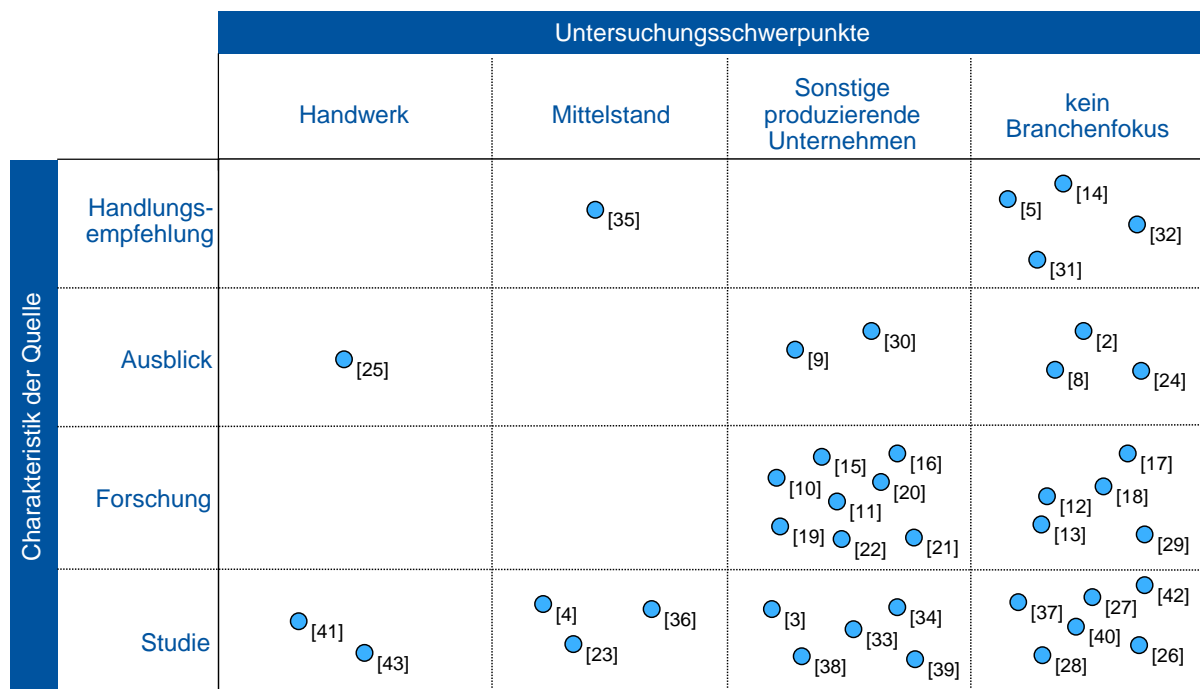 Untersuchungsschwerpunkte
Handwerk
Mittelstand
Sonstige
produzierende
Unternehmen
kein
Branchenfokus
Charakteristik der Quelle
Handlungs-
empfehlung
[35]
[5]
[14]
[32]
[31]
Ausblick
[25]
[9]
[30]
[2]
[8]
[24]
Forschung
[10]
[15]
[16]
[11]
[20]
[19]
[22]
[21]
[17]
[12]
[18]
[13]
[29]
Studie
[41]
[43]
[4]
[36]
[23]
[3]
[34]
[33]
[38]
[39]
[37]
[27]
[42]
[40]
[28]
[26]